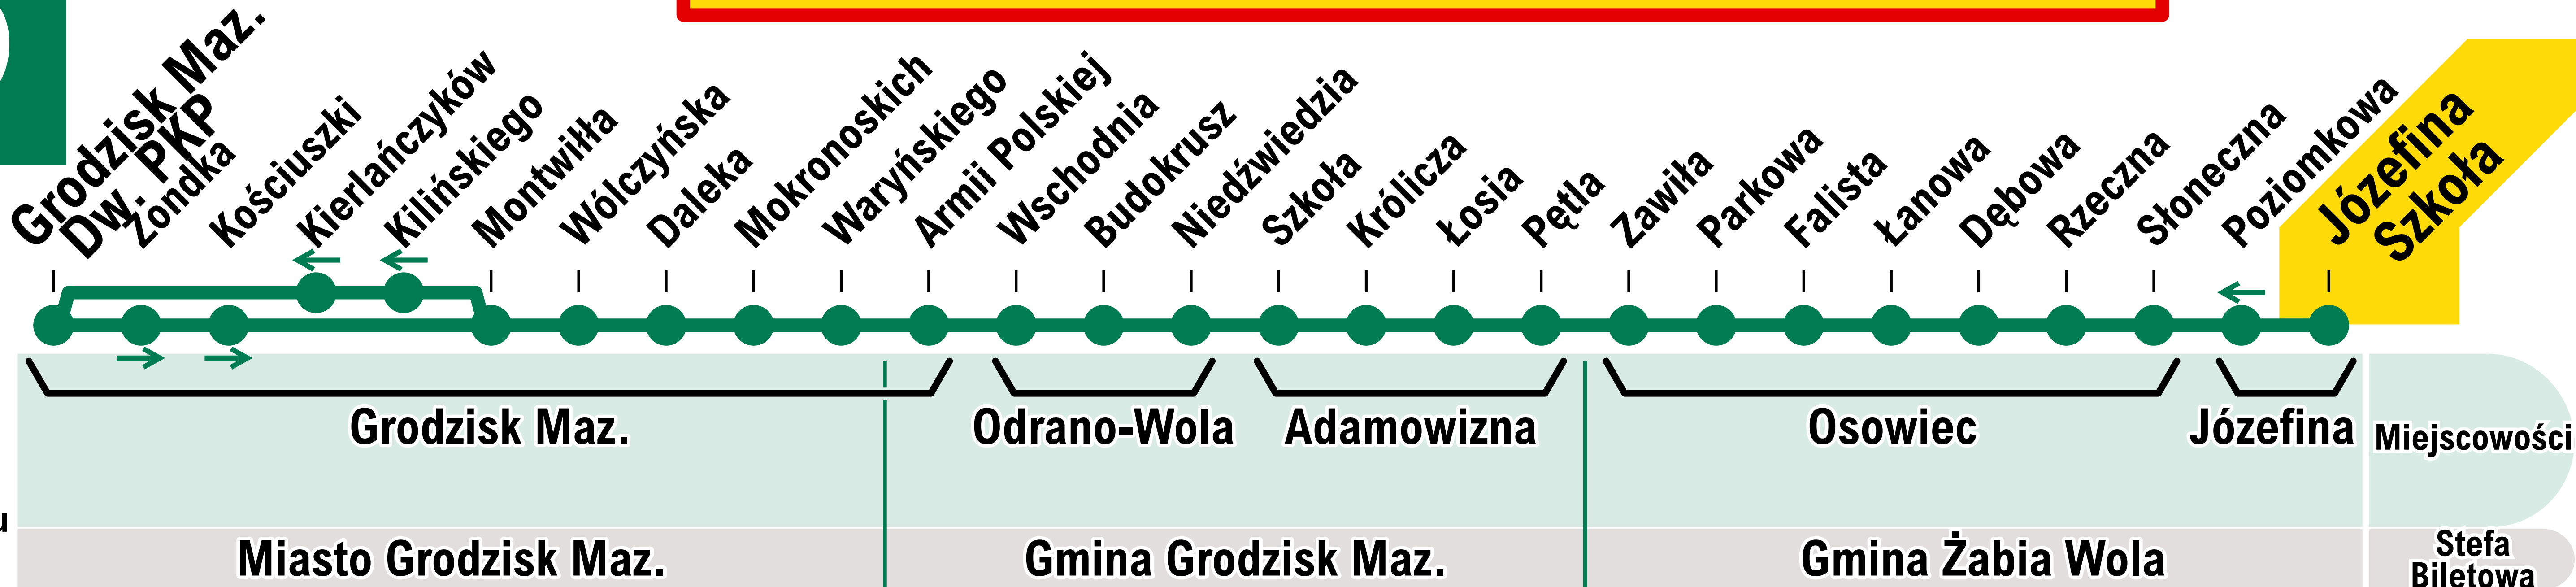 Grodzisk Maz.
Dw. PKP
Żondka
Kościuszki
Kierlańczyków
Kilińskiego
Montwiłła
Wólczyńska
Daleka
Mokronoskich
Waryńskiego
Armii Polskiej
Wschodnia
Budokrusz
Niedźwiedzia
Szkoła
Królicza
Łosia
Pętla
Zawiła
Parkowa
Falista
Łanowa
Dębowa
Rzeczna
Słoneczna
Poziomkowa
Józefina
Szkoła
Grodzisk Maz.
Odrano-Wola
Adamowizna
Osowiec
Józefina
Miejscowości
Miasto Grodzisk Maz.
Gmina Grodzisk Maz.
Gmina Żabia Wola
Stefa
Biletowa